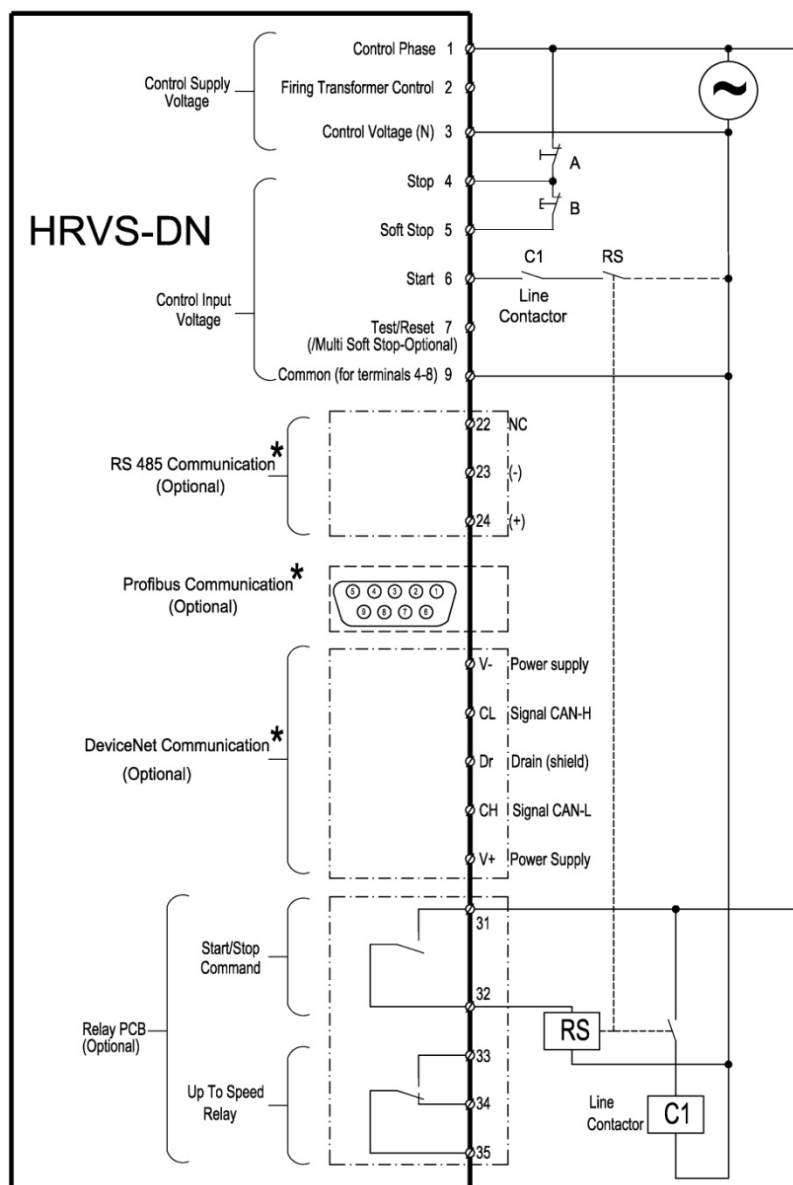 Control Phase 1
Control Supply
Voltage
Firing Transformer Control 2
~
Control Voltage (N) 3
A
Stop 4
B
HRVS-DN
Soft Stop 5
C1 RS
Start 6
Line
Contactor
Control Input
Voltage
Test/Reset 7
(/Multi Soft Stop-Optional)
Common (for terminals 4-8) 9
22 NC
RS 485 Communication *
(Optional)
23 (-)
24 (+)
Profibus Communication *
(Optional)
5 4 3 2 1
9 8 7 6
V- Power supply
CL Signal CAN-H
DeviceNet Communication *
(Optional)
Dr Drain (shield)
CH Signal CAN-L
V+ Power Supply
31
Start/Stop
Command
32
Relay PCB
(Optional)
RS
33
Up To Speed
Relay
34
Line
Contactor
C1
35